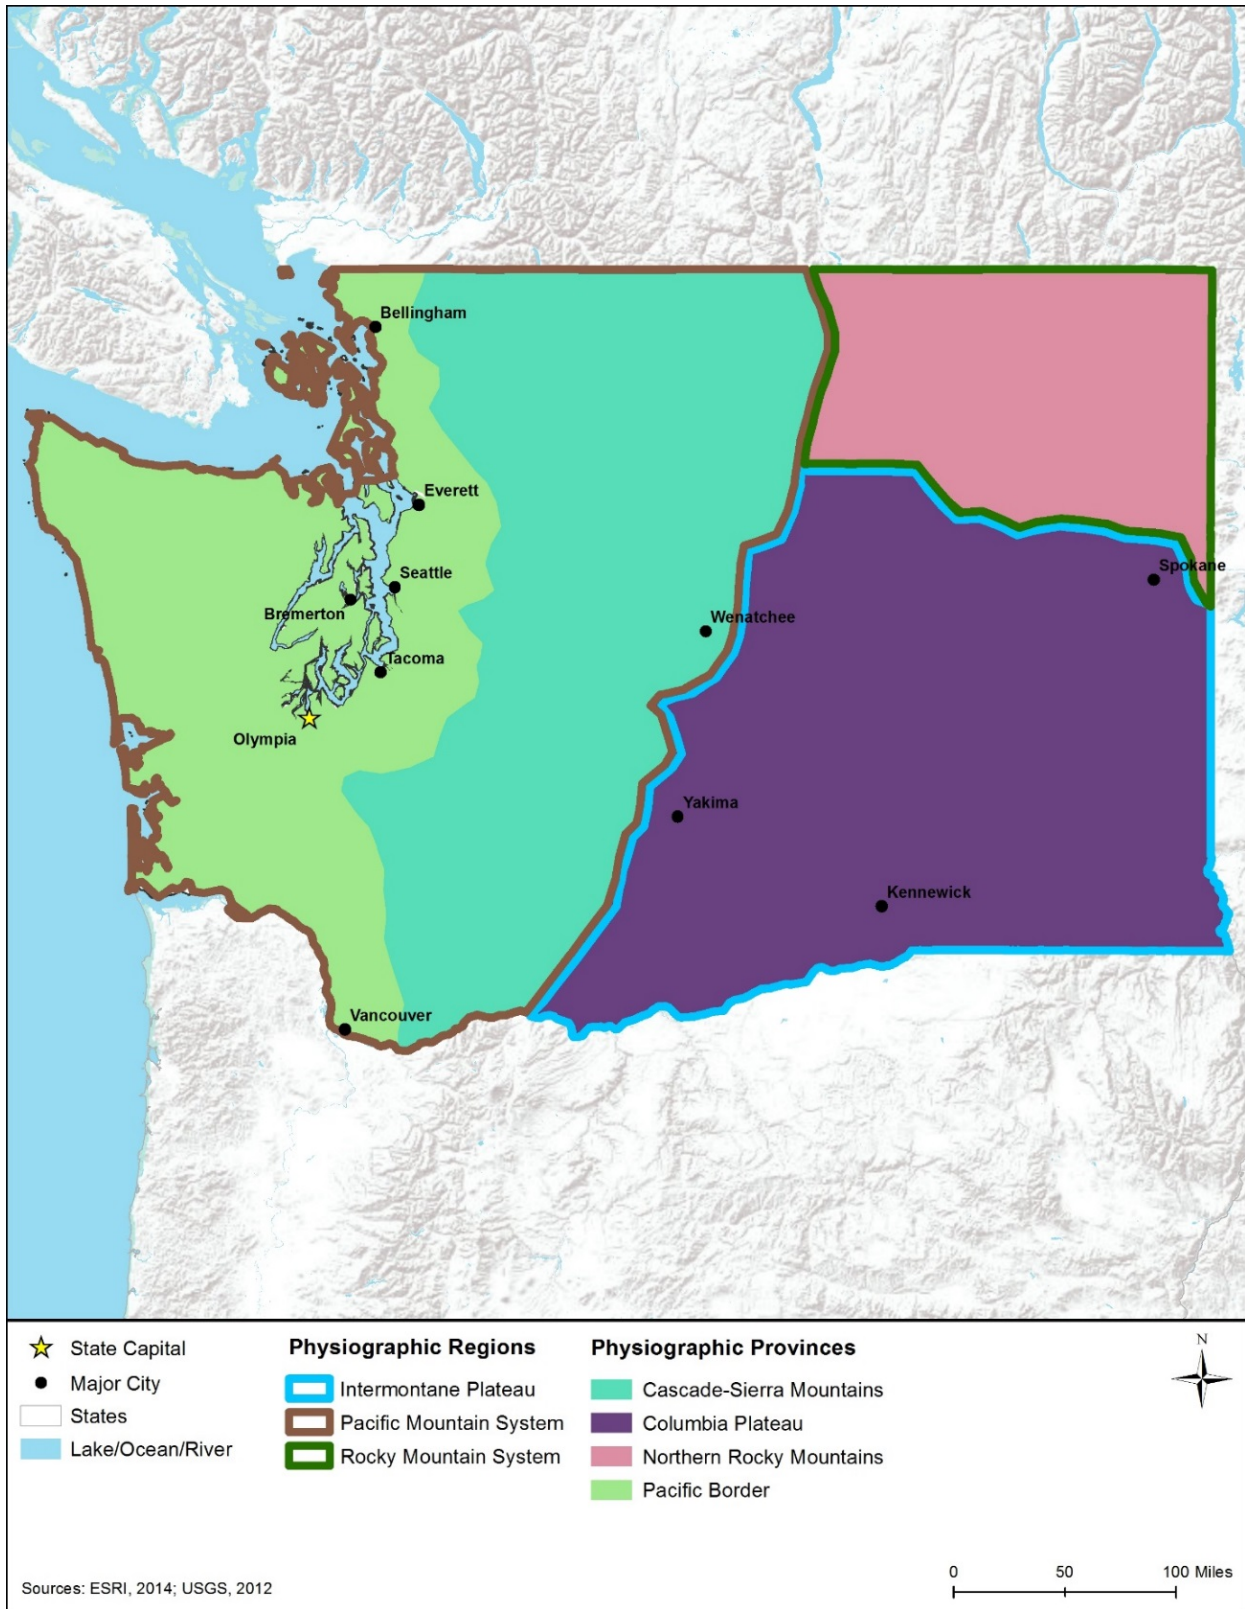 Bellingham
Everett
Seattle
Bremerton
Tacoma
Olympia
Wenatchee
Spokane
Yakima
Kennewick
Vancouver
State Capital
Major City
States
Lake/Ocean/River
Physiographic Regions
Intermontane Plateau
Pacific Mountain System
Rocky Mountain System
Physiographic Provinces
Cascade-Sierra Mountains
Columbia Plateau
Northern Rocky Mountains
Pacific Border
N
Sources: ESRI, 2014; USGS, 2012
0 50 100 Miles